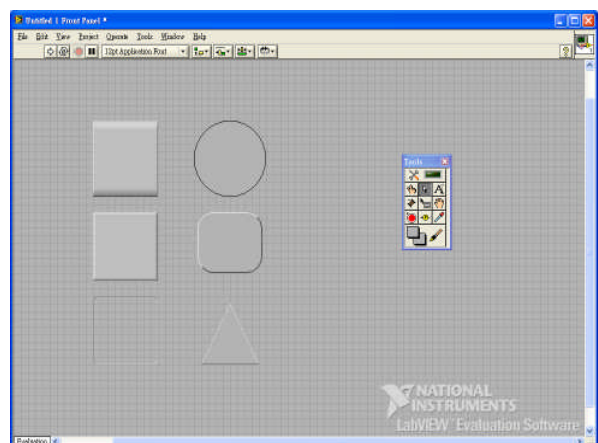 Untitled 1 Front Panel *
File Edit View Project Operate Tools Window Help
12pt Application Font
?
Tools
A
NATIONAL
INSTRUMENTS
LabVIEW Evaluation Software
Evaluation